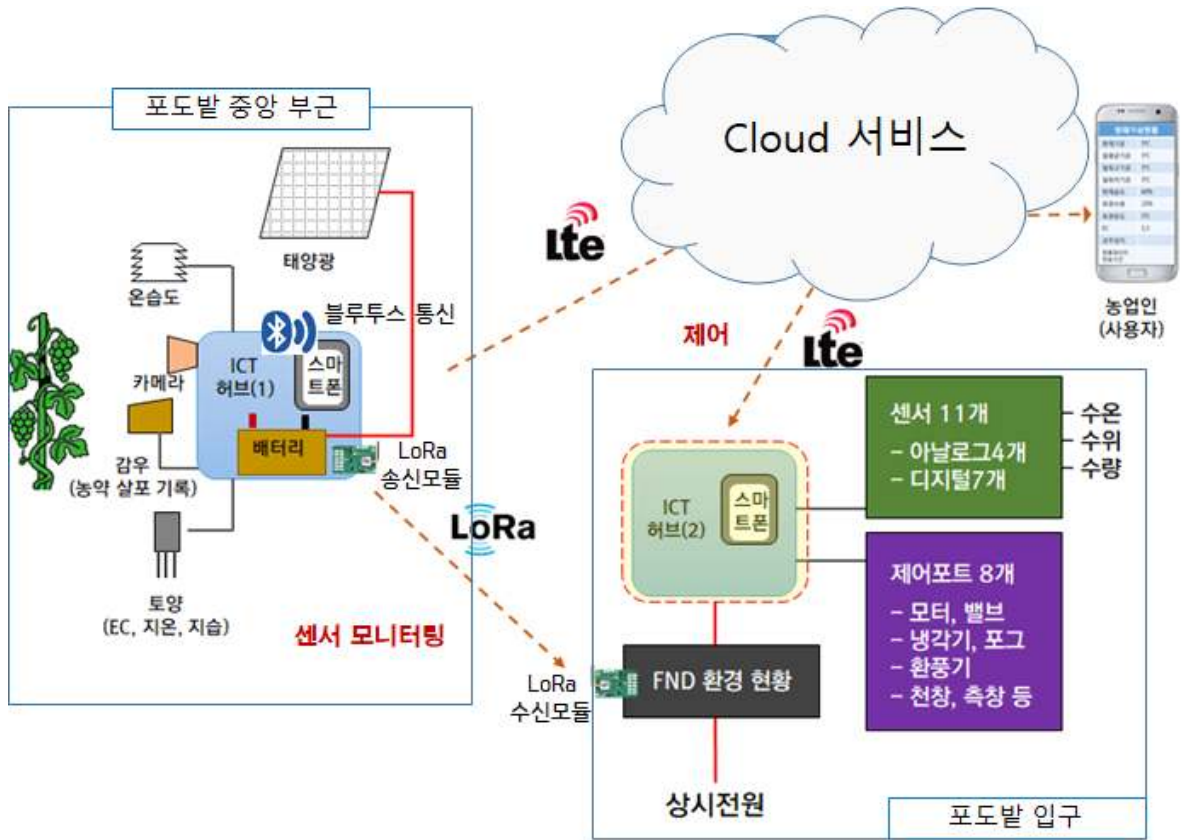 포도밭 중앙 부근
태양광
온습도
블루투스 통신
카메라
ICT
허브(1)
스마
트폰
배터리
감우
(농약 살포 기록)
LoRa
송신모듈
토양
(EC, 지온, 지습)
센서 모니터링
Lte
LoRa
Cloud 서비스
제어
Lte
농업인
(사용자)
ICT
허브(2)
스마
트폰
센서 11개
- 아날로그4개
- 디지털7개
수온
수위
수량
제어포트 8개
- 모터, 밸브
- 냉각기, 포그
- 환풍기
- 천창, 측창 등
LoRa
수신모듈
FND 환경 현황
상시전원
포도밭 입구